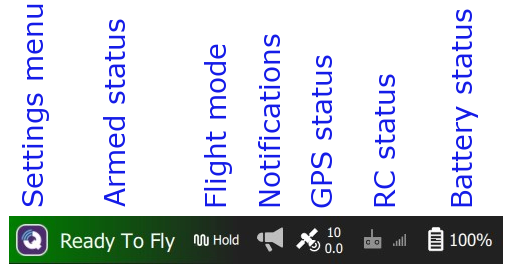 Settings menu
Armed status
Flight mode
Notifications
GPS status
RC status
Battery status
Ready To Fly
Hold
10
0.0
100%